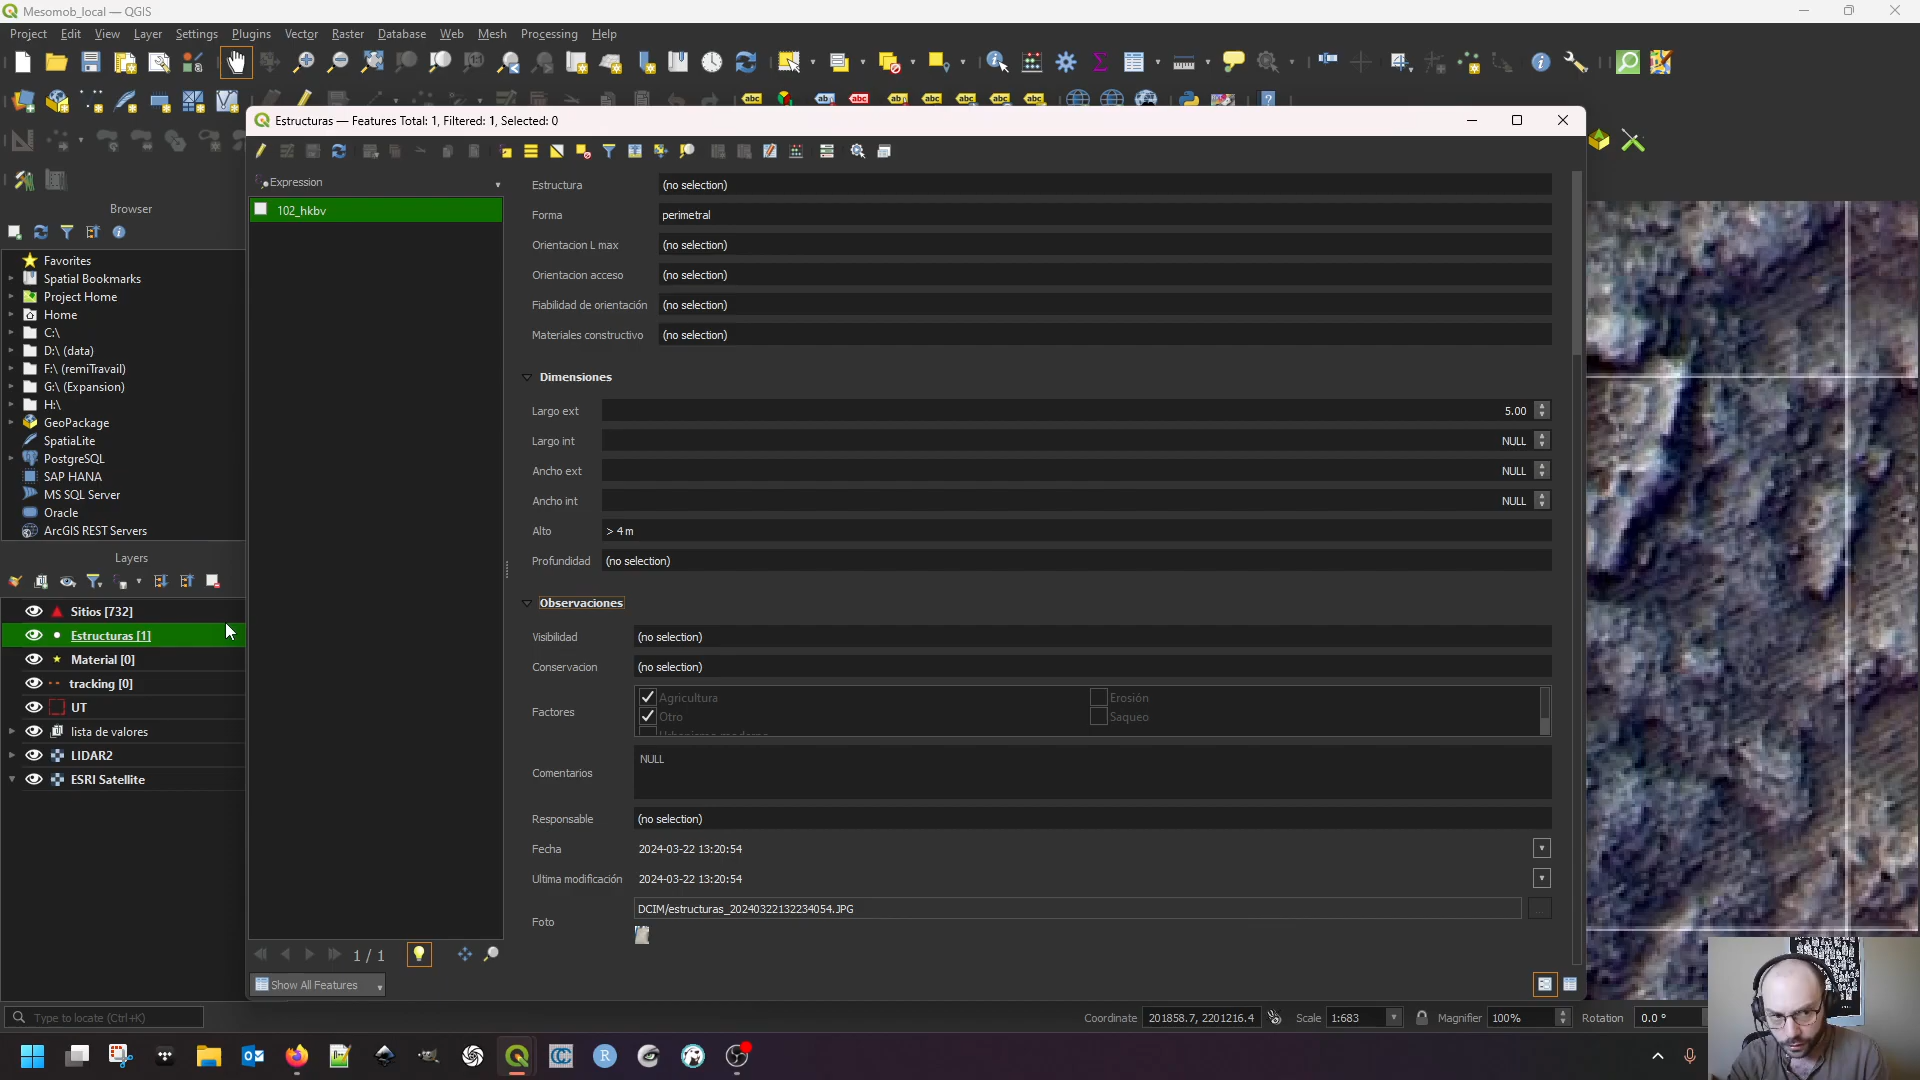 Mesomob_local — QGIS
Project Edit View Layer Settings Plugins Vector Raster Database Web Mesh Processing Help
Estructuras — Features Total: 1, Filtered: 1, Selected: 0
Expression
102_hkbv
Browser
Favorites
Spatial Bookmarks
Project Home
Home
C:\
D:\ (data)
F:\ (remiTravail)
G:\ (Expansion)
H:\
GeoPackage
SpatiaLite
PostgreSQL
SAP HANA
MS SQL Server
Oracle
ArcGIS REST Servers
Layers
Sitios [732]
Estructuras [1]
Material [0]
tracking [0]
UT
lista de valores
LIDAR2
ESRI Satellite
Estructura (no selection)
Forma perimetral
Orientacion L max (no selection)
Orientacion acceso (no selection)
Fiabilidad de orientación (no selection)
Materiales constructivo (no selection)
Dimensiones
Largo ext 5.00
Largo int NULL
Ancho ext NULL
Ancho int NULL
Alto > 4 m
Profundidad (no selection)
Observaciones
Visibilidad (no selection)
Conservacion (no selection)
Factores
Agricultura Erosión
Otro Saqueo
Comentarios NULL
Responsable (no selection)
Fecha 2024-03-22 13:20:54
Ultima modificación 2024-03-22 13:20:54
Foto DCIM/estructuras_20240322132234054.JPG
1 / 1
Show All Features
Type to locate (Ctrl+K)
Coordinate 201858.7, 2201216.4 Scale 1:683 Magnifier 100% Rotation 0.0 °